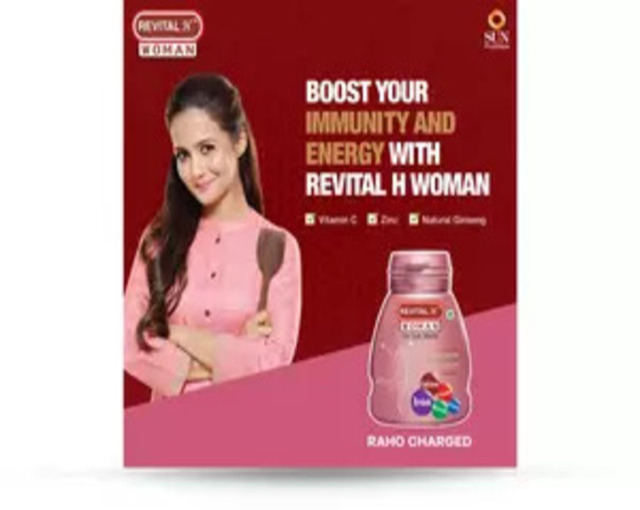 REVITAL H
WOMAN
SUN
BOOST YOUR
IMMUNITY AND
ENERGY WITH
REVITAL H WOMAN
Vitamin C Zinc Natural Ginseng
REVITAL H
WOMAN
RAHO CHARGED